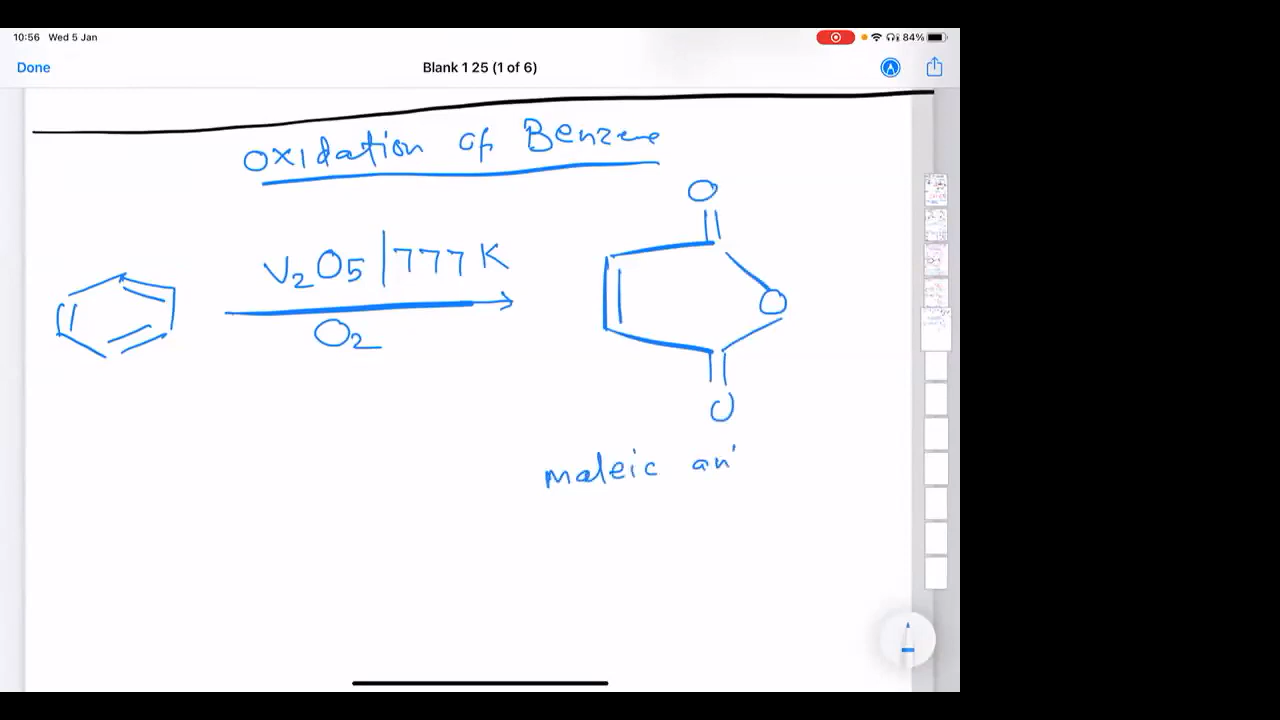 10:56 Wed 5 Jan 84%
Done Blank 1 25 (1 of 6)
Oxidation of Benzene
O
V2O5 | 777 K
O
O2
O
maleic an